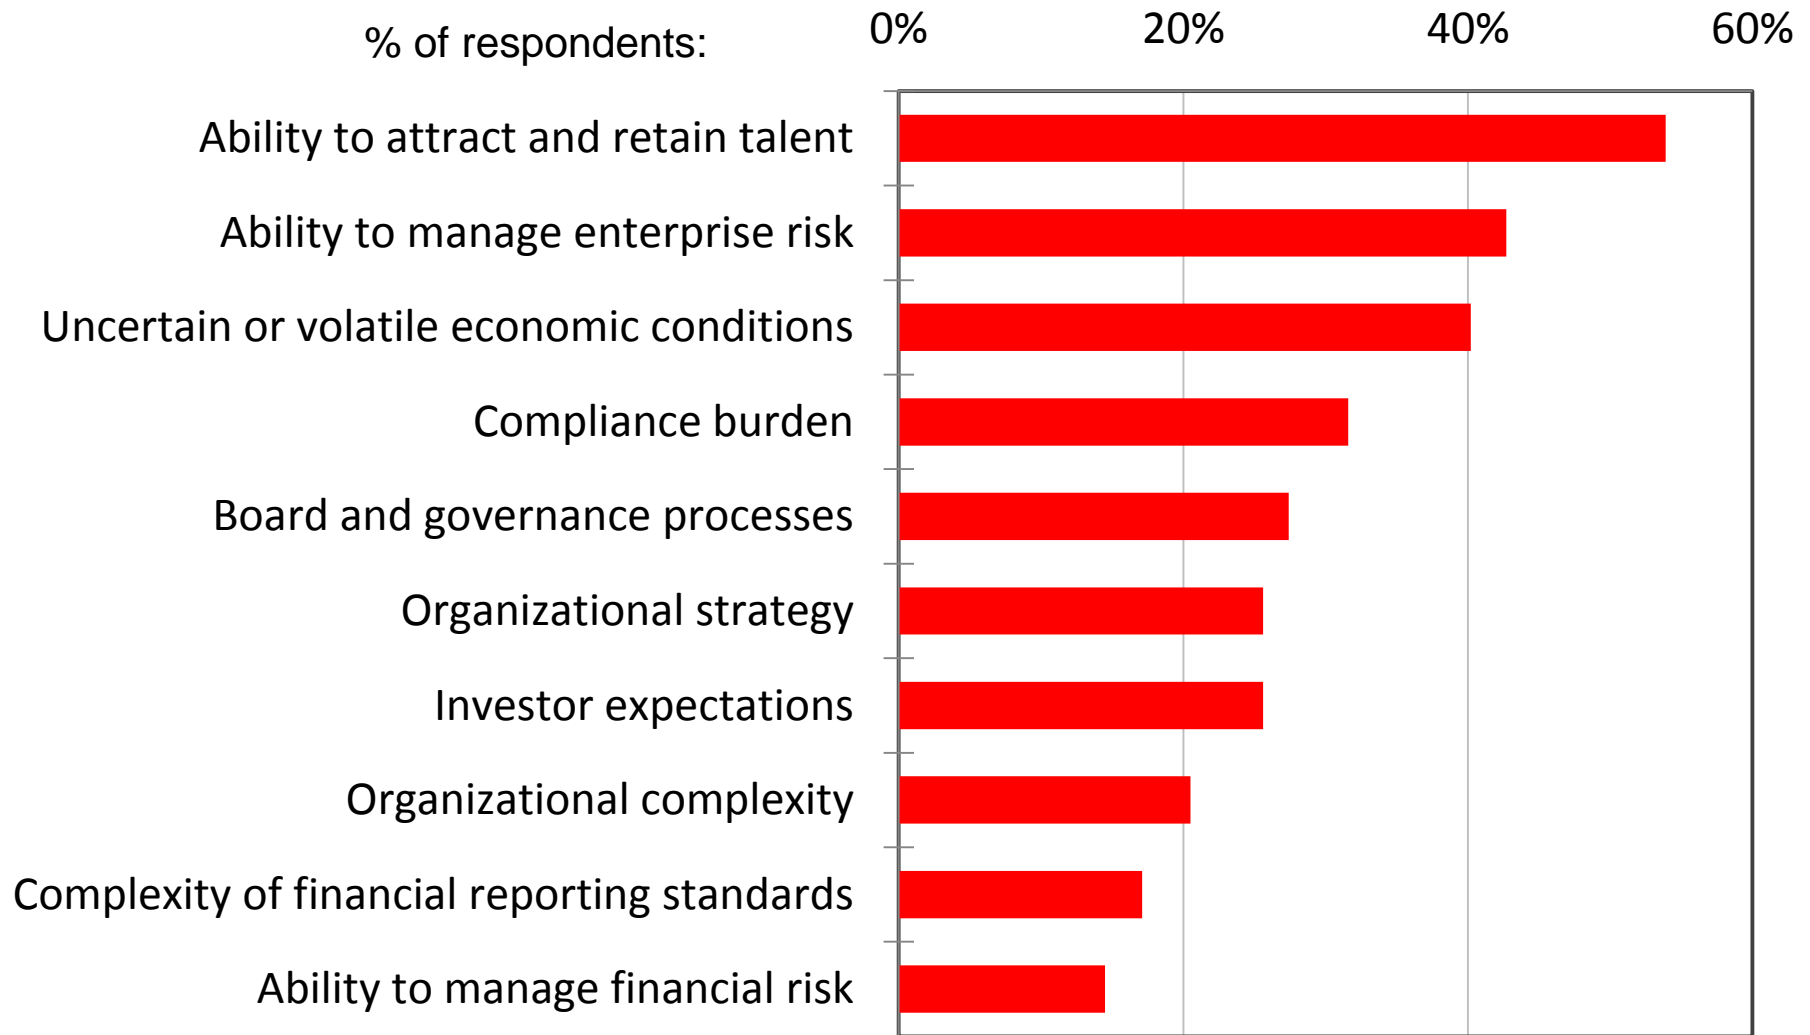 % of respondents:
0% 20% 40% 60%
Ability to attract and retain talent
Ability to manage enterprise risk
Uncertain or volatile economic conditions
Compliance burden
Board and governance processes
Organizational strategy
Investor expectations
Organizational complexity
Complexity of financial reporting standards
Ability to manage financial risk